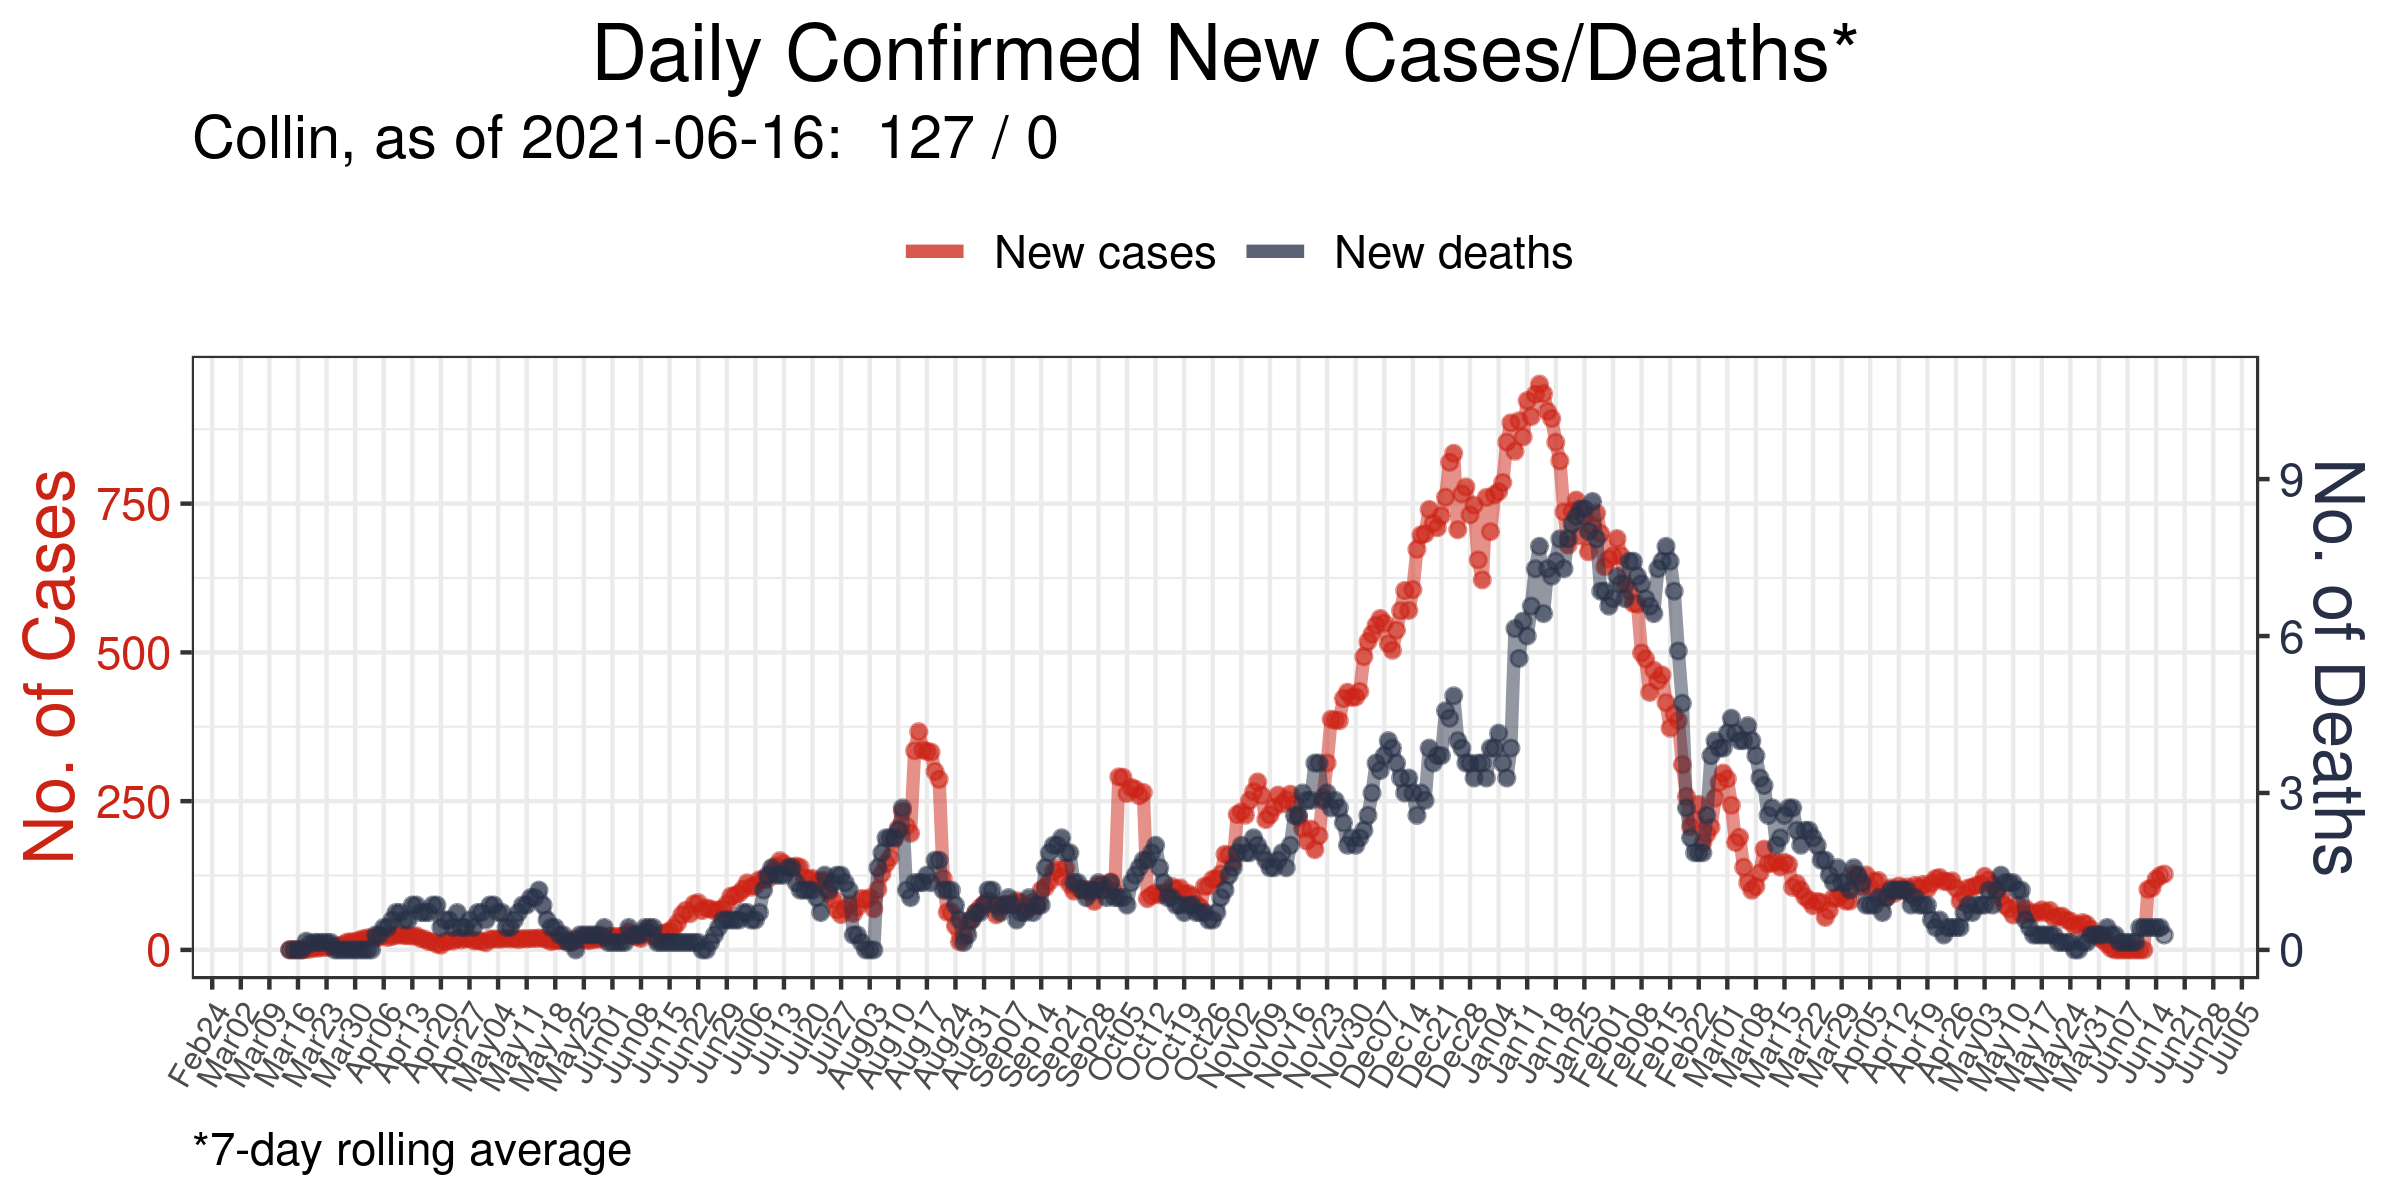 Daily Confirmed New Cases/Deaths*
Collin, as of 2021-06-16:  127 / 0
New cases
New deaths
No. of Cases
750
500
250
0
9
6
3
0
No. of Deaths
Feb24
Mar02
Mar09
Mar16
Mar23
Mar30
Apr06
Apr13
Apr20
Apr27
May04
May11
May18
May25
Jun01
Jun08
Jun15
Jun22
Jun29
Jul06
Jul13
Jul20
Jul27
Aug03
Aug10
Aug17
Aug24
Aug31
Sep07
Sep14
Sep21
Sep28
Oct05
Oct12
Oct19
Oct26
Nov02
Nov09
Nov16
Nov23
Nov30
Dec07
Dec14
Dec21
Dec28
Jan04
Jan11
Jan18
Jan25
Feb01
Feb08
Feb15
Feb22
Mar01
Mar08
Mar15
Mar22
Mar29
Apr05
Apr12
Apr19
Apr26
May03
May10
May17
May24
May31
Jun07
Jun14
Jun21
Jun28
Jul05
*7-day rolling average